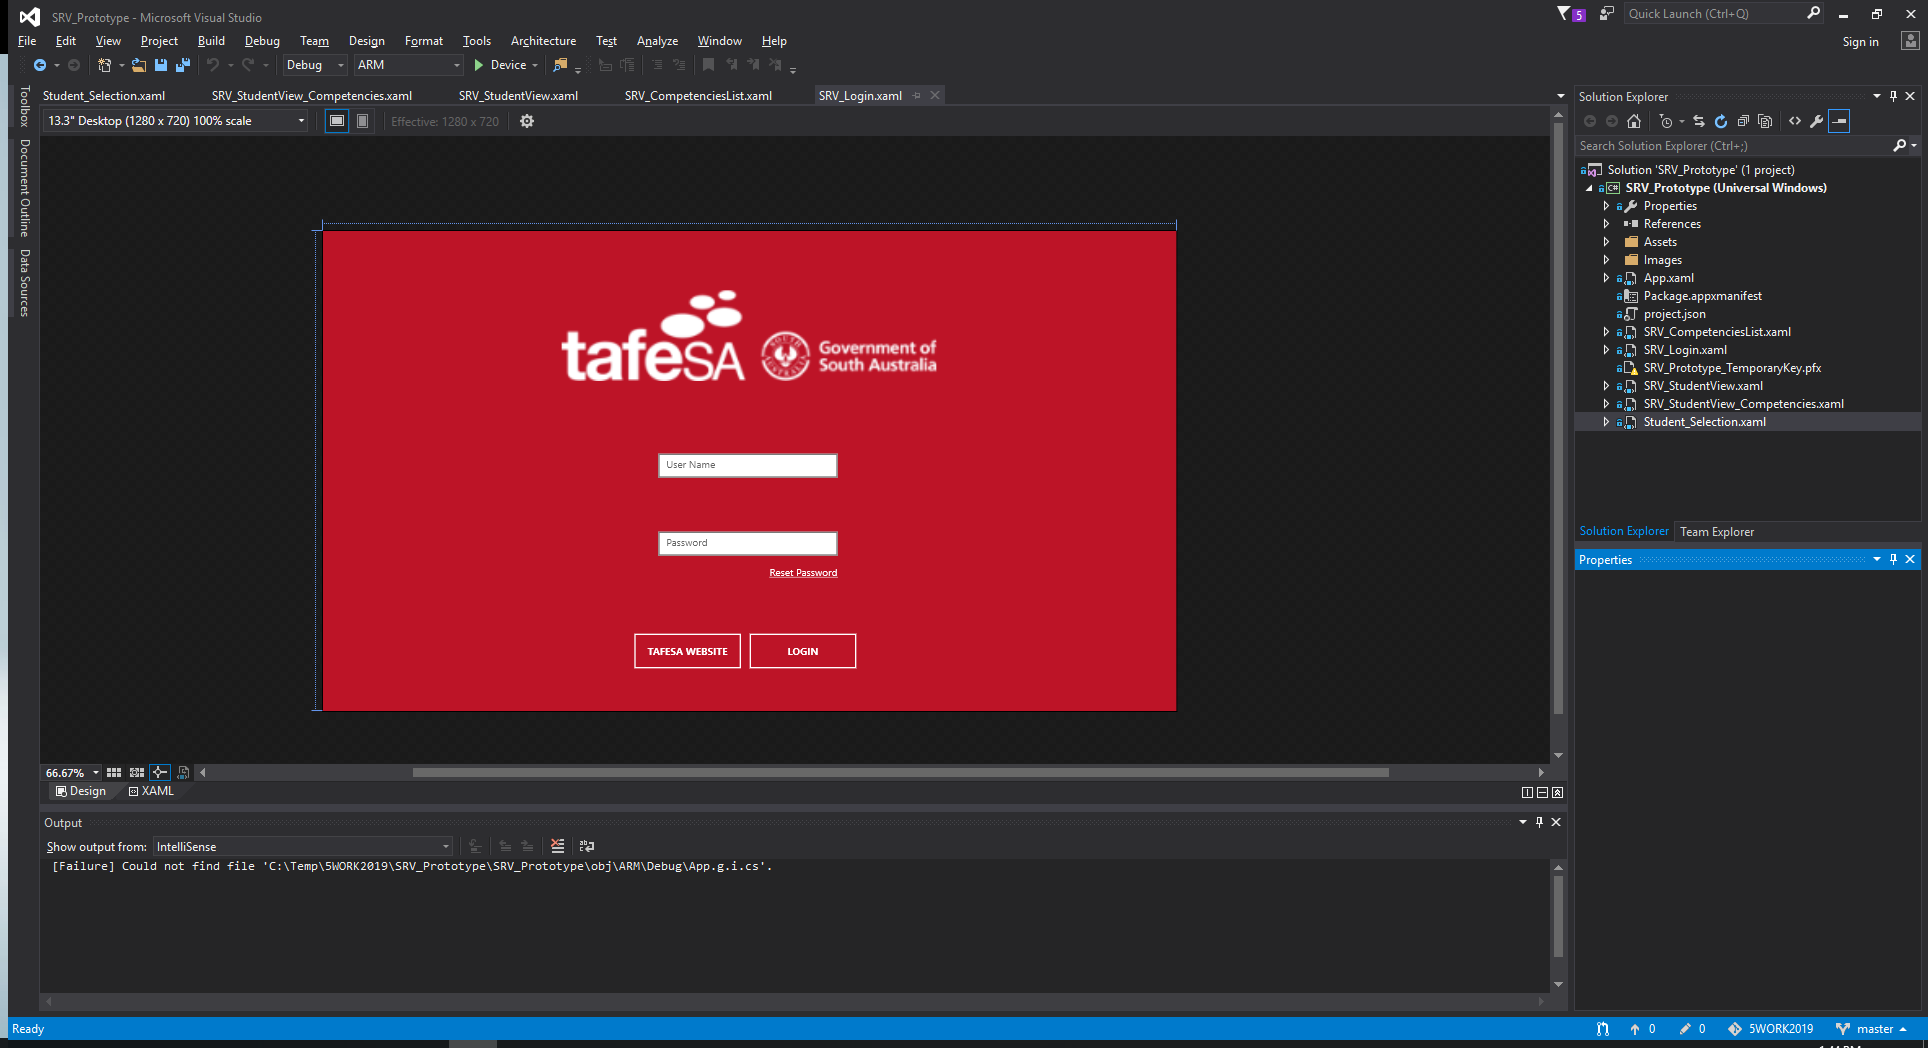 SRV_Prototype - Microsoft Visual Studio
5
Quick Launch (Ctrl+Q)
File Edit View Project Build Debug Team Design Format Tools Architecture Test Analyze Window Help
Sign in
Debug ARM Device
Toolbox
Document Outline
Data Sources
Student_Selection.xaml SRV_StudentView_Competencies.xaml SRV_StudentView.xaml SRV_CompetenciesList.xaml SRV_Login.xaml
13.3" Desktop (1280 x 720) 100% scale
Effective: 1280 x 720
tafeSA
SOUTH AUSTRALIA
Government of
South Australia
User Name
Password
Reset Password
TAFESA WEBSITE
LOGIN
66.67%
Design
XAML
Output
Show output from: IntelliSense
[Failure] Could not find file 'C:\Temp\5WORK2019\SRV_Prototype\SRV_Prototype\obj\ARM\Debug\App.g.i.cs'.
Solution Explorer
Search Solution Explorer (Ctrl+;)
Solution 'SRV_Prototype' (1 project)
C# SRV_Prototype (Universal Windows)
Properties
References
Assets
Images
App.xaml
Package.appxmanifest
project.json
SRV_CompetenciesList.xaml
SRV_Login.xaml
SRV_Prototype_TemporaryKey.pfx
SRV_StudentView.xaml
SRV_StudentView_Competencies.xaml
Student_Selection.xaml
Solution Explorer Team Explorer
Properties
Ready
0 0 5WORK2019 master